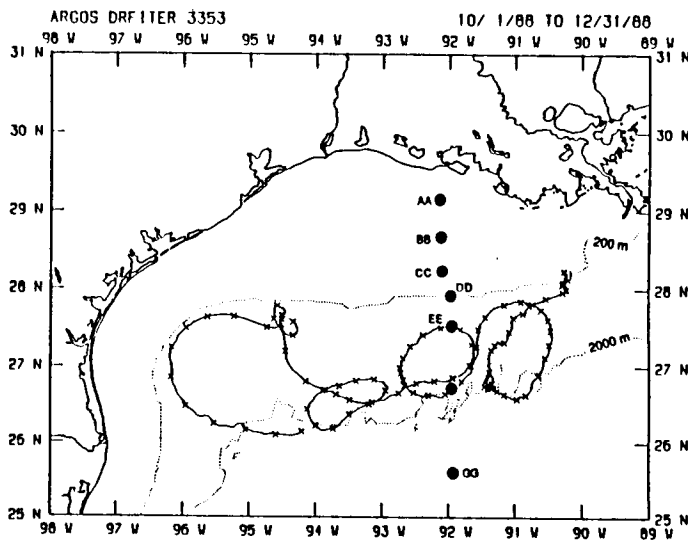 ARGOS DRFITER 3353 10/ 1/88 TO 12/31/88
98 W 97 W 96 W 95 W 94 W 93 W 92 W 91 W 90 W 89 W
31 N 31 N
30 N 30 N
29 N AA 29 N
BB 200 m
CC
28 N DD 28 N
EE
27 N 2000 m 27 N
26 N 26 N
GG
25 N 25 N
98 W 97 W 96 W 95 W 94 W 93 W 92 W 91 W 90 W 89 W